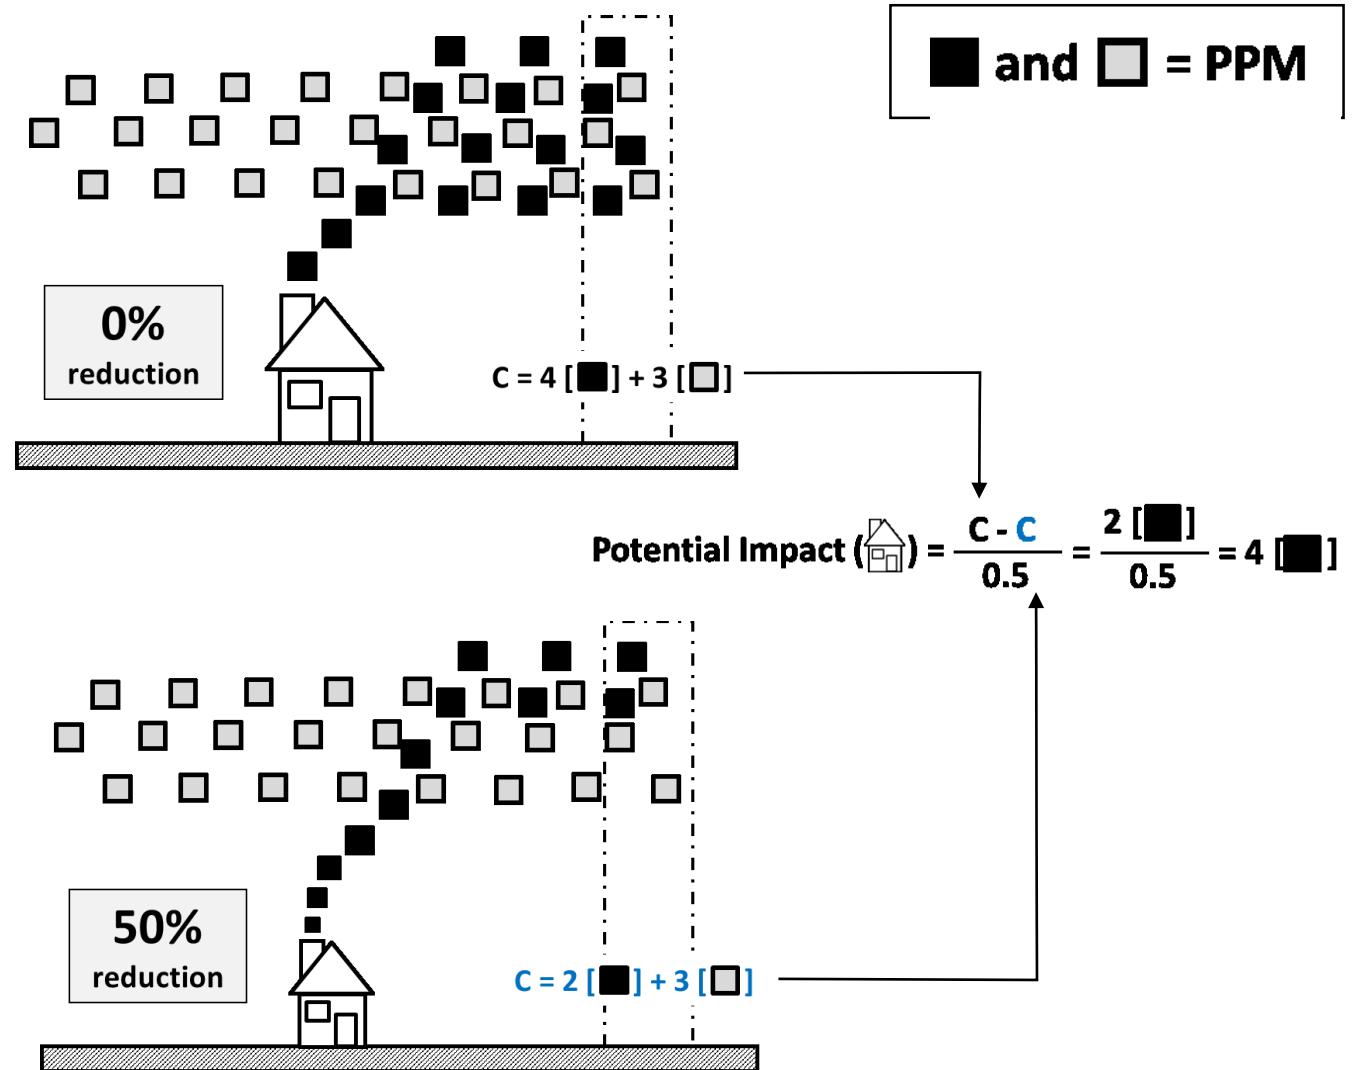 ■ and □ = PPM
0%
reduction
C = 4 [■] + 3 [□]
Potential Impact ( ) = C - C / 0.5 = 2 [■] / 0.5 = 4 [■]
50%
reduction
C = 2 [■] + 3 [□]